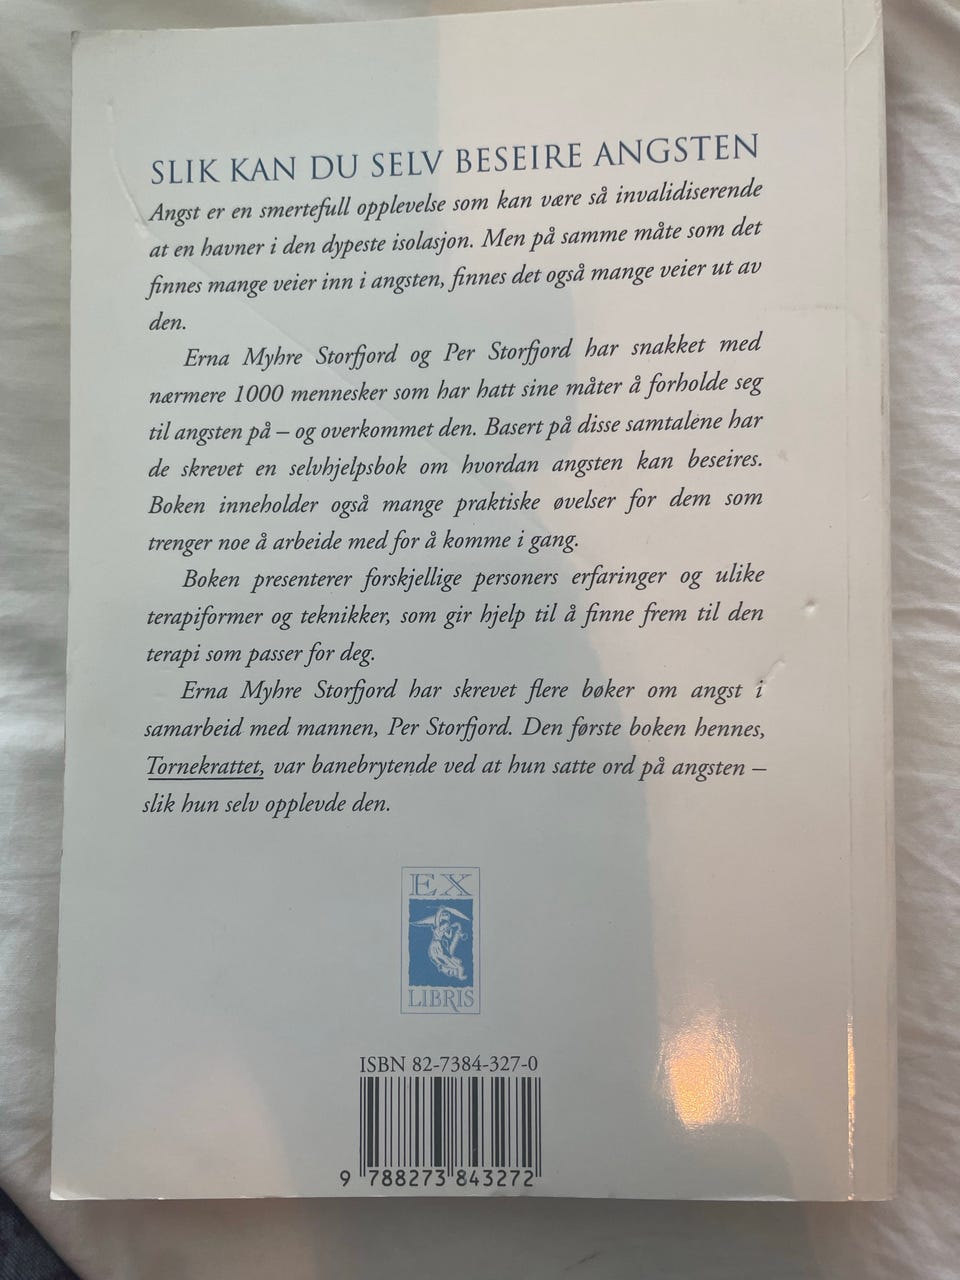 SLIK KAN DU SELV BESEIRE ANGSTEN
Angst er en smertefull opplevelse som kan være så invalidiserende
at en havner i den dypeste isolasjon. Men på samme måte som det
finnes mange veier inn i angsten, finnes det også mange veier ut av
den.
Erna Myhre Storfjord og Per Storfjord har snakket med
nærmere 1000 mennesker som har hatt sine måter å forholde seg
til angsten på – og overkommet den. Basert på disse samtalene har
de skrevet en selvhjelpsbok om hvordan angsten kan beseires.
Boken inneholder også mange praktiske øvelser for dem som
trenger noe å arbeide med for å komme i gang.
Boken presenterer forskjellige personers erfaringer og ulike
terapiformer og teknikker, som gir hjelp til å finne frem til den
terapi som passer for deg.
Erna Myhre Storfjord har skrevet flere bøker om angst i
samarbeid med mannen, Per Storfjord. Den første boken hennes,
Tornekrattet, var banebrytende ved at hun satte ord på angsten –
slik hun selv opplevde den.
EX
LIBRIS
ISBN 82-7384-327-0
9 788273 843272